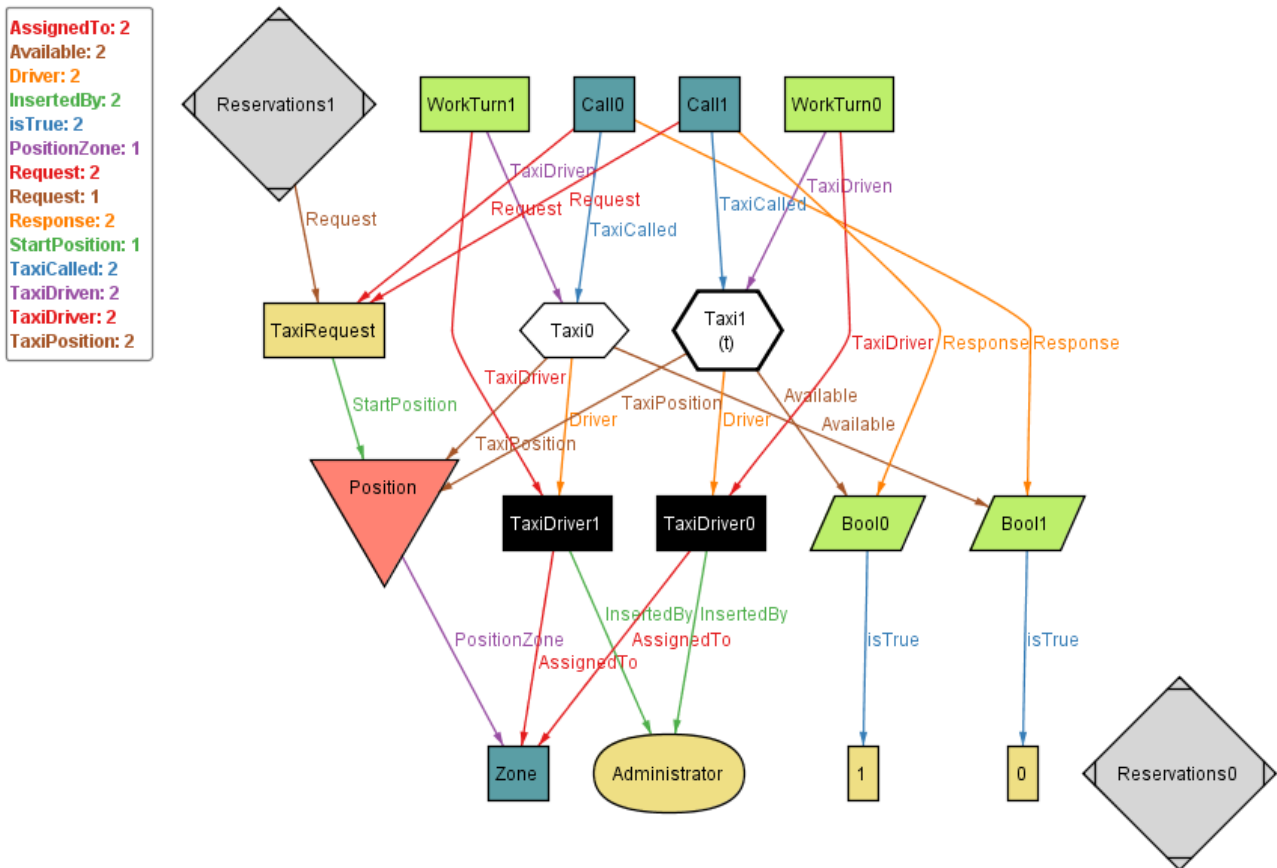 AssignedTo: 2
Available: 2
Driver: 2
InsertedBy: 2
isTrue: 2
PositionZone: 1
Request: 2
Request: 1
Response: 2
StartPosition: 1
TaxiCalled: 2
TaxiDriven: 2
TaxiDriver: 2
TaxiPosition: 2
Reservations1
WorkTurn1
Call0
Call1
WorkTurn0
TaxiDriven
Request
Request
TaxiCalled
TaxiCalled
TaxiDriven
Request
TaxiRequest
Taxi0
Taxi1
(t)
TaxiDriver
Response
Response
StartPosition
TaxiDriver
Driver
TaxiPosition
TaxiPosition
Driver
Available
Available
Position
TaxiDriver1
TaxiDriver0
Bool0
Bool1
PositionZone
AssignedTo
InsertedBy
InsertedBy
AssignedTo
isTrue
isTrue
Zone
Administrator
1
0
Reservations0